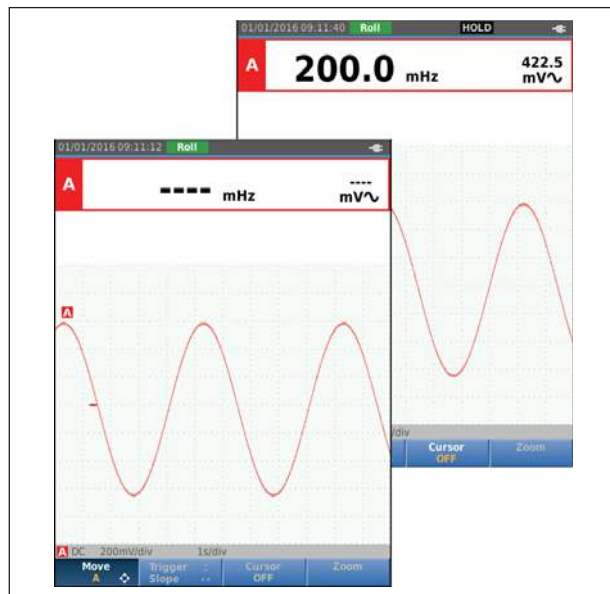 01/01/2016 09:11:40 Roll HOLD
A 200.0 mHz 422.5 mV
/div
Cursor OFF Zoom
01/01/2016 09:11:12 Roll
A ---- mHz ---- mV
A
A DC 200mV/div 1s/div
Move A Trigger Slope Cursor OFF Zoom